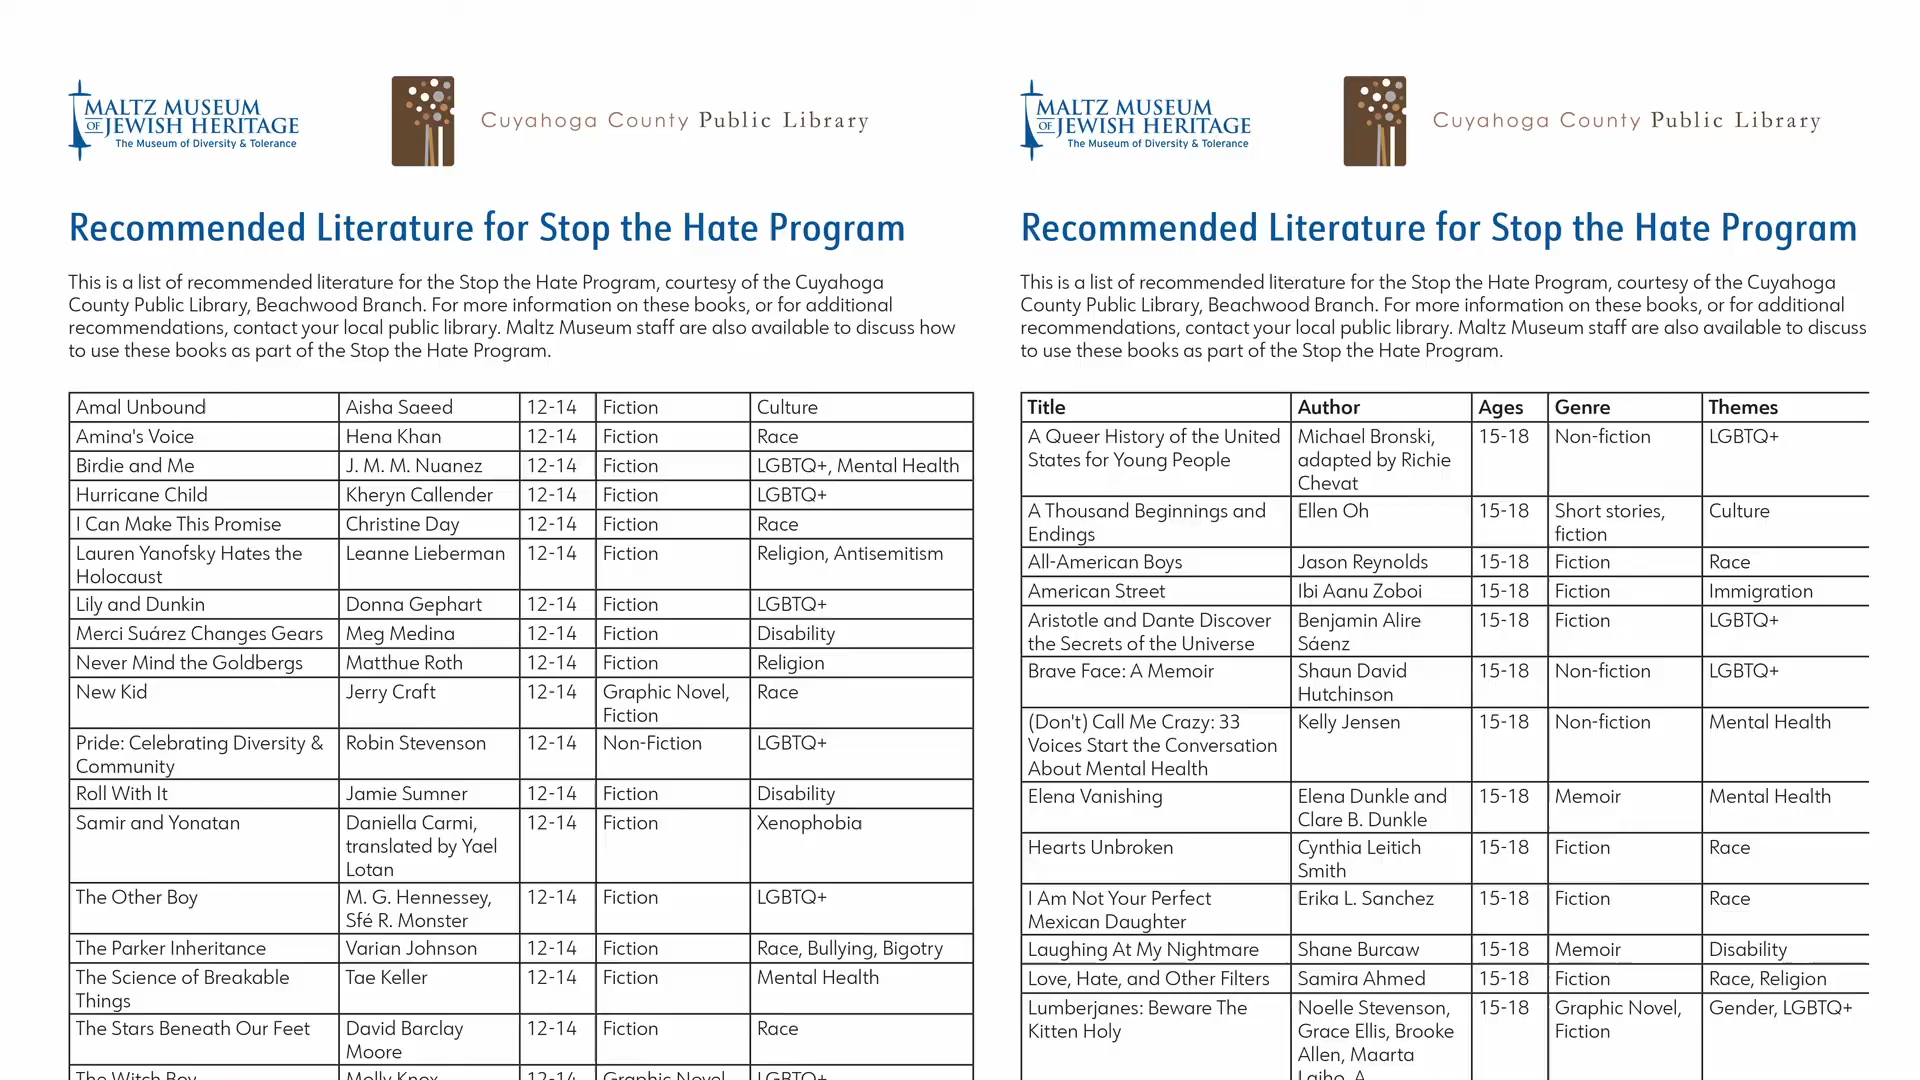 MALTZ MUSEUM
OF JEWISH HERITAGE
The Museum of Diversity & Tolerance
Cuyahoga County Public Library
Recommended Literature for Stop the Hate Program
This is a list of recommended literature for the Stop the Hate Program, courtesy of the Cuyahoga
County Public Library, Beachwood Branch. For more information on these books, or for additional
recommendations, contact your local public library. Maltz Museum staff are also available to discuss how
to use these books as part of the Stop the Hate Program.
Amal Unbound Aisha Saeed 12-14 Fiction Culture
Amina's Voice Hena Khan 12-14 Fiction Race
Birdie and Me J. M. M. Nuanez 12-14 Fiction LGBTQ+, Mental Health
Hurricane Child Kheryn Callender 12-14 Fiction LGBTQ+
I Can Make This Promise Christine Day 12-14 Fiction Race
Lauren Yanofsky Hates the Leanne Lieberman 12-14 Fiction Religion, Antisemitism
Holocaust
Lily and Dunkin Donna Gephart 12-14 Fiction LGBTQ+
Merci Suárez Changes Gears Meg Medina 12-14 Fiction Disability
Never Mind the Goldbergs Matthue Roth 12-14 Fiction Religion
New Kid Jerry Craft 12-14 Graphic Novel, Race
Fiction
Pride: Celebrating Diversity & Robin Stevenson 12-14 Non-Fiction LGBTQ+
Community
Roll With It Jamie Sumner 12-14 Fiction Disability
Samir and Yonatan Daniella Carmi, 12-14 Fiction Xenophobia
translated by Yael
Lotan
The Other Boy M. G. Hennessey, 12-14 Fiction LGBTQ+
Sfé R. Monster
The Parker Inheritance Varian Johnson 12-14 Fiction Race, Bullying, Bigotry
The Science of Breakable Tae Keller 12-14 Fiction Mental Health
Things
The Stars Beneath Our Feet David Barclay 12-14 Fiction Race
Moore
The Witch Boy Molly Knox 12-14 Graphic Novel, LGBTQ+
MALTZ MUSEUM
OF JEWISH HERITAGE
The Museum of Diversity & Tolerance
Cuyahoga County Public Library
Recommended Literature for Stop the Hate Program
This is a list of recommended literature for the Stop the Hate Program, courtesy of the Cuyahoga
County Public Library, Beachwood Branch. For more information on these books, or for additional
recommendations, contact your local public library. Maltz Museum staff are also available to discuss
to use these books as part of the Stop the Hate Program.
Title Author Ages Genre Themes
A Queer History of the United Michael Bronski, 15-18 Non-fiction LGBTQ+
States for Young People adapted by Richie
Chevat
A Thousand Beginnings and Ellen Oh 15-18 Short stories, Culture
Endings fiction
All-American Boys Jason Reynolds 15-18 Fiction Race
American Street Ibi Aanu Zoboi 15-18 Fiction Immigration
Aristotle and Dante Discover Benjamin Alire 15-18 Fiction LGBTQ+
the Secrets of the Universe Sáenz
Brave Face: A Memoir Shaun David 15-18 Non-fiction LGBTQ+
Hutchinson
(Don't) Call Me Crazy: 33 Kelly Jensen 15-18 Non-fiction Mental Health
Voices Start the Conversation
About Mental Health
Elena Vanishing Elena Dunkle and 15-18 Memoir Mental Health
Clare B. Dunkle
Hearts Unbroken Cynthia Leitich 15-18 Fiction Race
Smith
I Am Not Your Perfect Erika L. Sanchez 15-18 Fiction Race
Mexican Daughter
Laughing At My Nightmare Shane Burcaw 15-18 Memoir Disability
Love, Hate, and Other Filters Samira Ahmed 15-18 Fiction Race, Religion
Lumberjanes: Beware The Noelle Stevenson, 15-18 Graphic Novel, Gender, LGBTQ+
Kitten Holy Grace Ellis, Brooke Fiction
Allen, Maarta
Laiho, A.